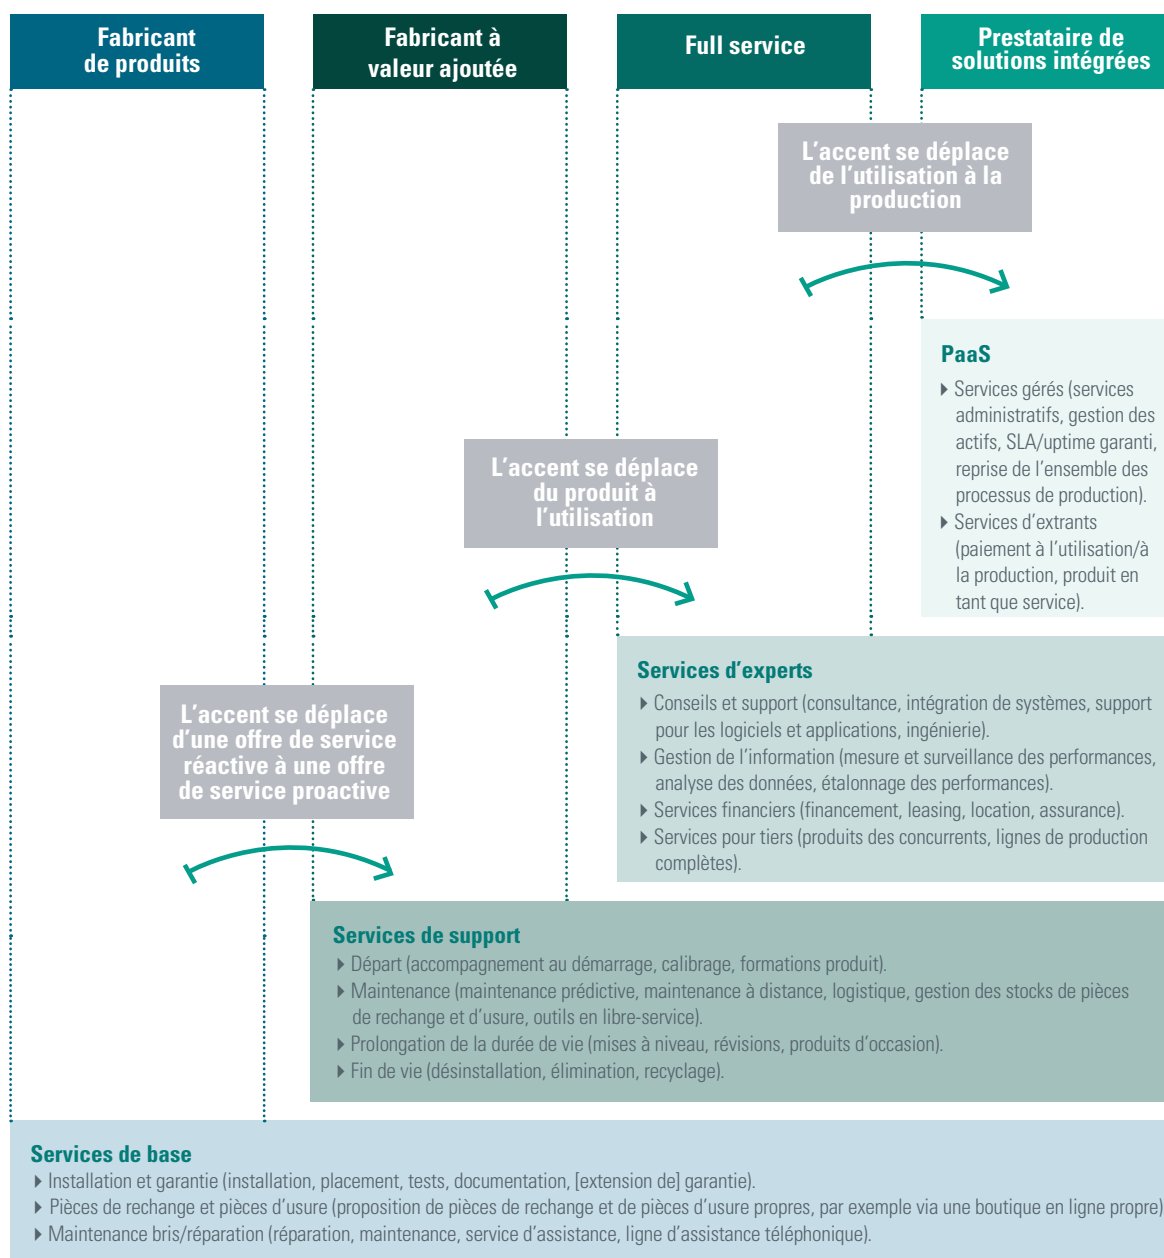 Fabricant
de produits
Fabricant à
valeur ajoutée
Full service
Prestataire de
solutions intégrées
L'accent se déplace
de l'utilisation à la
production
PaaS
Services gérés (services
administratifs, gestion des
actifs, SLA/uptime garanti,
reprise de l'ensemble des
processus de production).
Services d'extrants
(paiement à l'utilisation/à
la production, produit en
tant que service).
L'accent se déplace
du produit à
l'utilisation
Services d'experts
Conseils et support (consultance, intégration de systèmes, support
pour les logiciels et applications, ingénierie).
Gestion de l'information (mesure et surveillance des performances,
analyse des données, étalonnage des performances).
Services financiers (financement, leasing, location, assurance).
Services pour tiers (produits des concurrents, lignes de production
complètes).
L'accent se déplace
d'une offre de service
réactive à une offre
de service proactive
Services de support
Départ (accompagnement au démarrage, calibrage, formations produit).
Maintenance (maintenance prédictive, maintenance à distance, logistique, gestion des stocks de pièces
de rechange et d'usure, outils en libre-service).
Prolongation de la durée de vie (mises à niveau, révisions, produits d'occasion).
Fin de vie (désinstallation, élimination, recyclage).
Services de base
Installation et garantie (installation, placement, tests, documentation, [extension de] garantie).
Pièces de rechange et pièces d'usure (proposition de pièces de rechange et de pièces d'usure propres, par exemple via une boutique en ligne propre)
Maintenance bris/réparation (réparation, maintenance, service d'assistance, ligne d'assistance téléphonique).